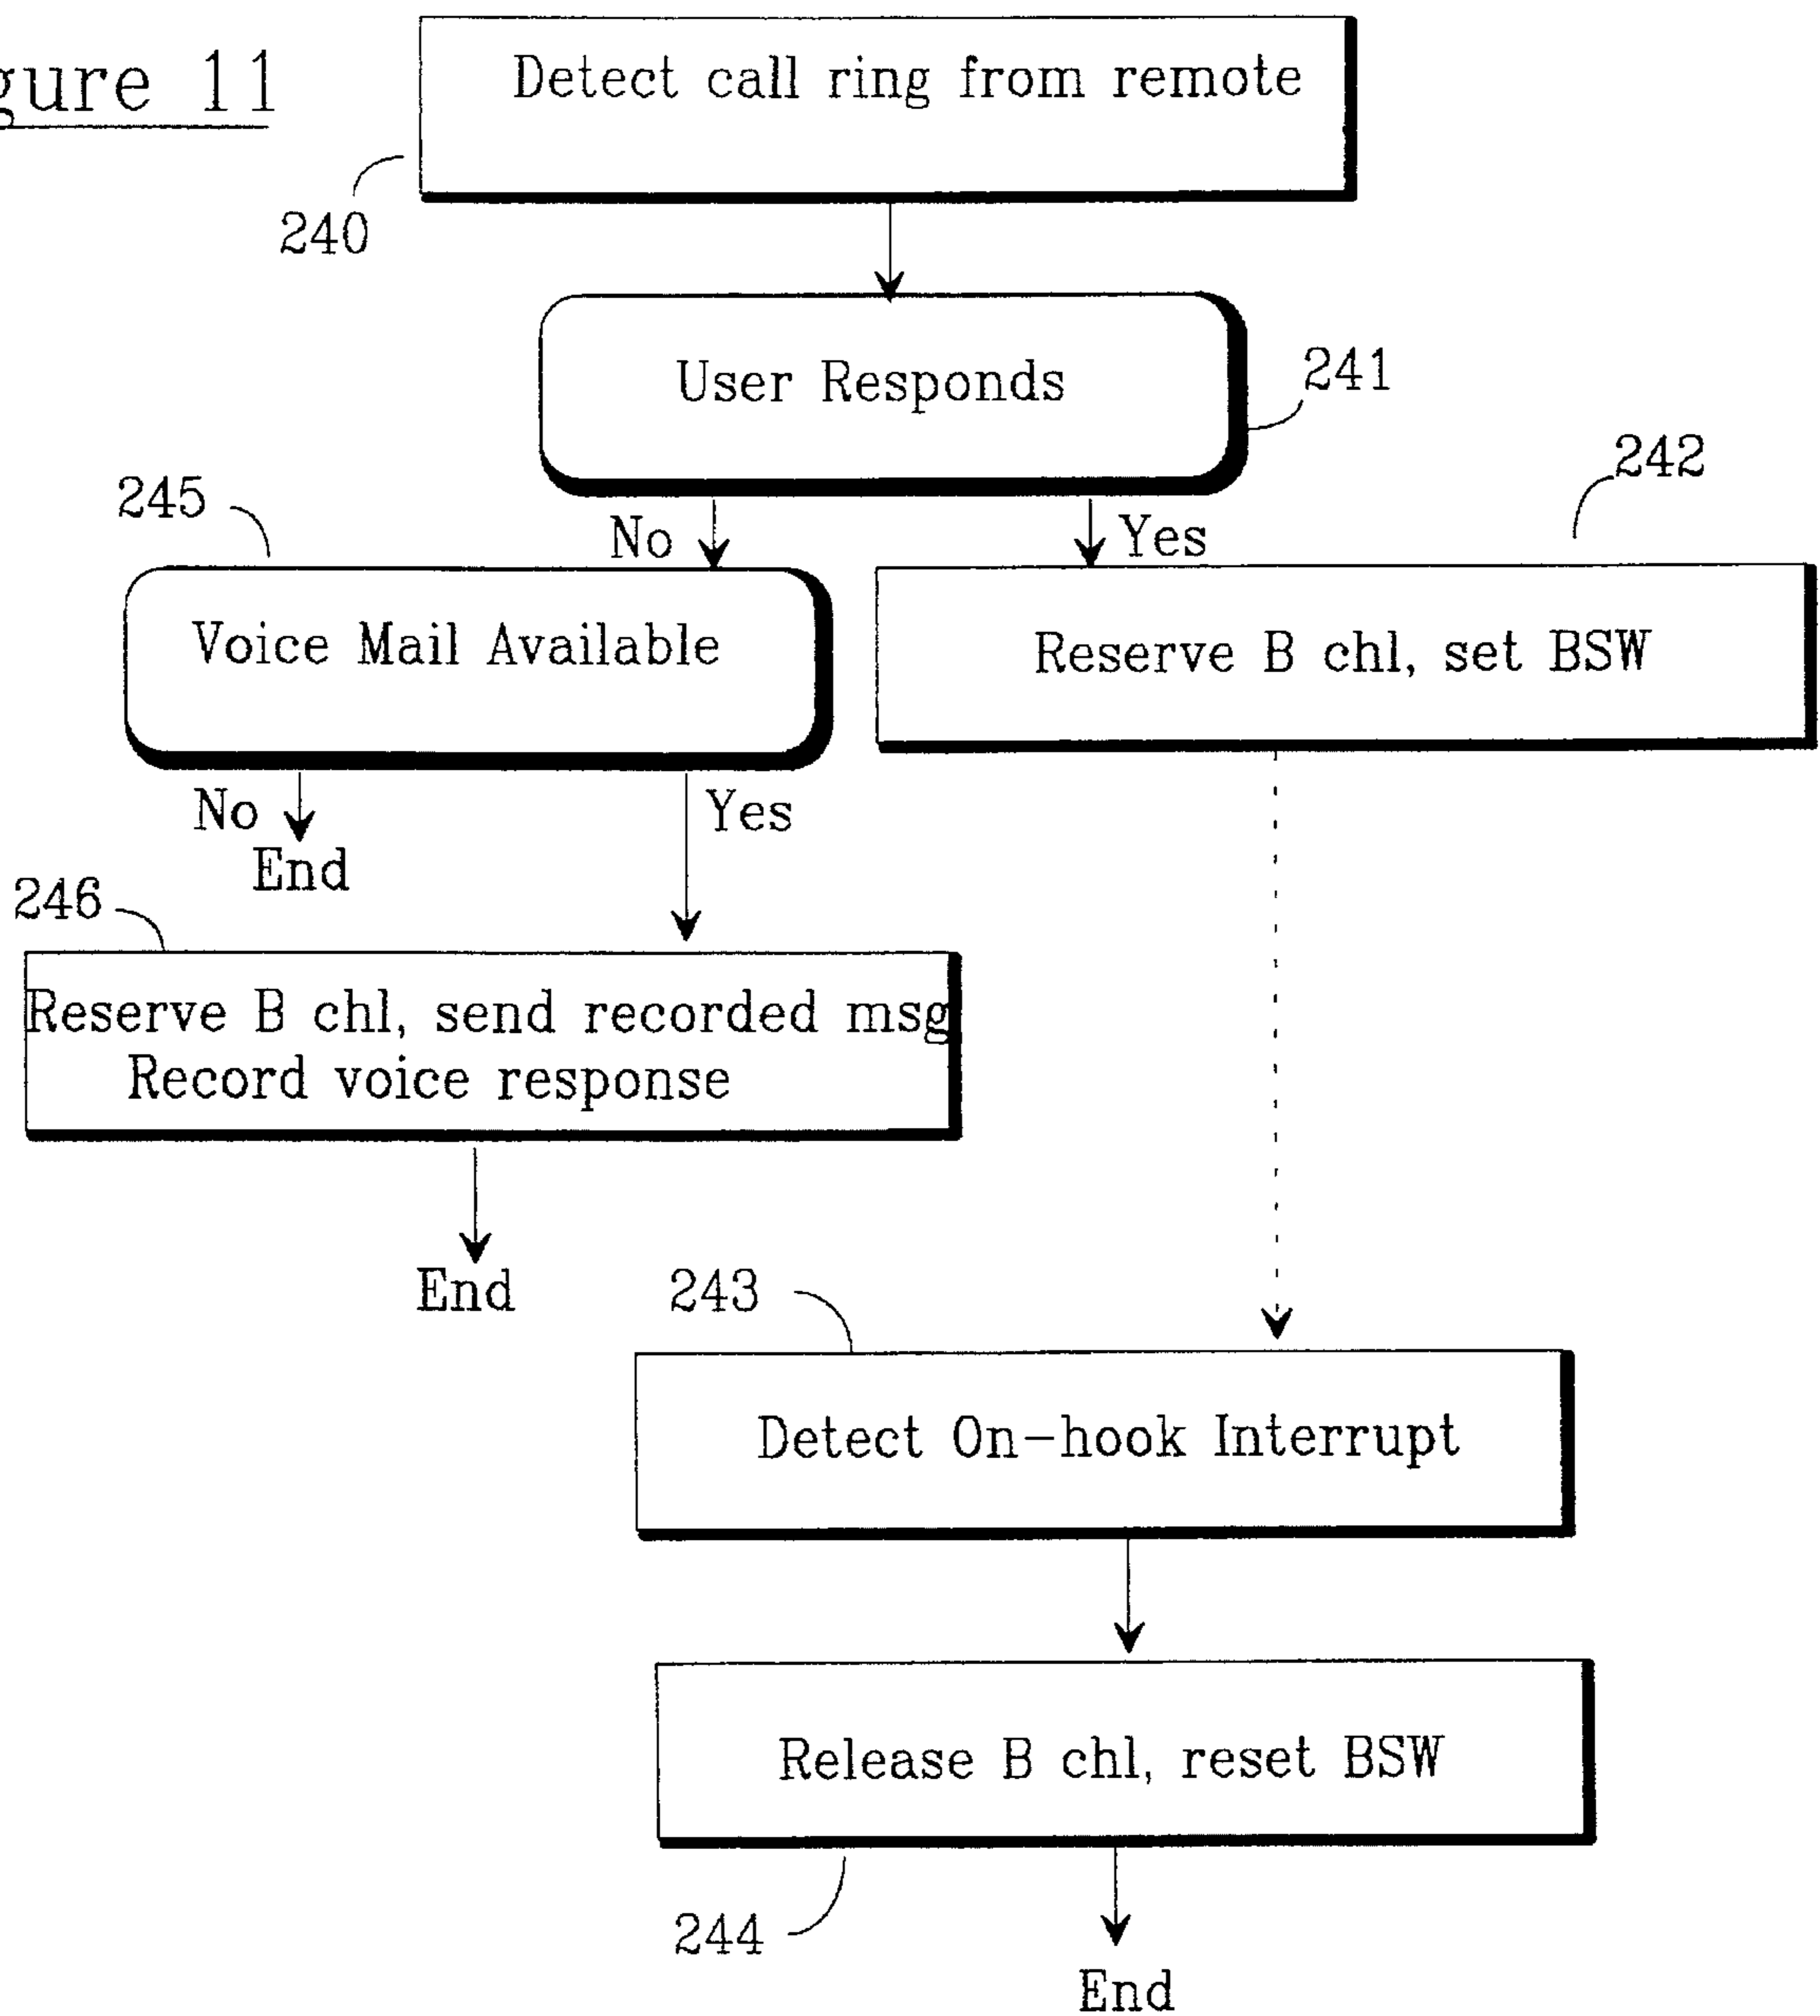 gure 11
Detect call ring from remote
240
User Responds
241
242
245
No
Yes
Voice Mail Available
Reserve B chl, set BSW
No
Yes
End
246
Reserve B chl, send recorded msg
Record voice response
End
243
Detect On-hook Interrupt
Release B chl, reset BSW
244
End